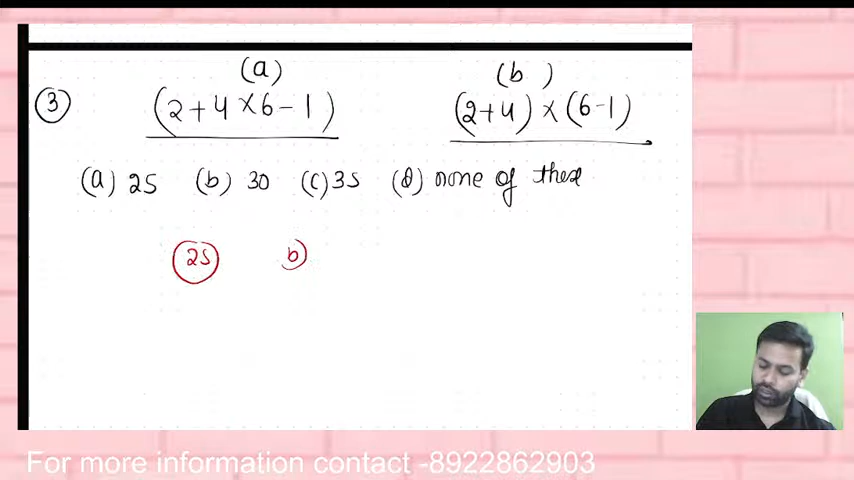 (a) (b )
3 (2+4×6-1) (2+4)×(6-1)
(a) 25 (b) 30 (c) 35 (d) none of these
25 b)
For more information contact -8922862903